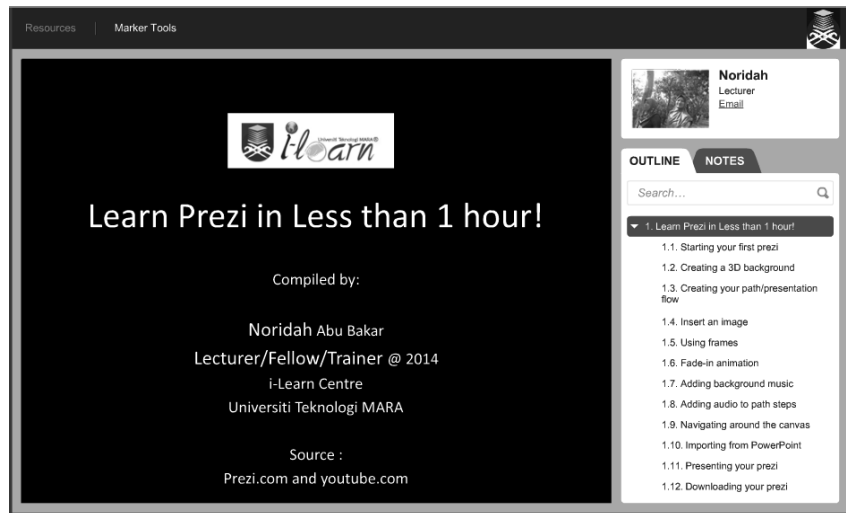 Resources | Marker Tools
Universiti Teknologi MARA®
i-learn
Learn Prezi in Less than 1 hour!
Compiled by:
Noridah Abu Bakar
Lecturer/Fellow/Trainer @ 2014
i-Learn Centre
Universiti Teknologi MARA
Source :
Prezi.com and youtube.com
Noridah
Lecturer
Email
OUTLINE NOTES
Search...
1. Learn Prezi in Less than 1 hour!
1.1. Starting your first prezi
1.2. Creating a 3D background
1.3. Creating your path/presentation
flow
1.4. Insert an image
1.5. Using frames
1.6. Fade-in animation
1.7. Adding background music
1.8. Adding audio to path steps
1.9. Navigating around the canvas
1.10. Importing from PowerPoint
1.11. Presenting your prezi
1.12. Downloading your prezi